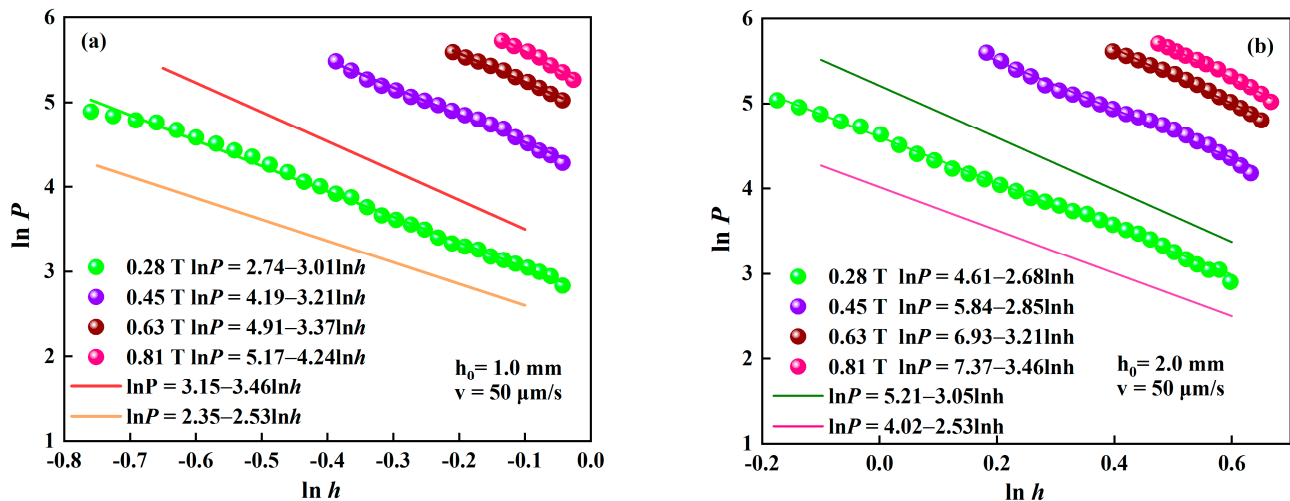 (a)
6
5
4
3
2
1
ln P
0.28 T lnP = 2.74–3.01lnh
0.45 T lnP = 4.19–3.21lnh
0.63 T lnP = 4.91–3.37lnh
0.81 T lnP = 5.17–4.24lnh
lnP = 3.15–3.46lnh
lnP = 2.35–2.53lnh
h₀= 1.0 mm
v = 50 μm/s
-0.8 -0.7 -0.6 -0.5 -0.4 -0.3 -0.2 -0.1 0.0
ln h
(b)
6
5
4
3
2
1
ln P
0.28 T lnP = 4.61–2.68lnh
0.45 T lnP = 5.84–2.85lnh
0.63 T lnP = 6.93–3.21lnh
0.81 T lnP = 7.37–3.46lnh
lnP = 5.21–3.05lnh
lnP = 4.02–2.53lnh
h₀= 2.0 mm
v = 50 μm/s
-0.2 0.0 0.2 0.4 0.6
ln h